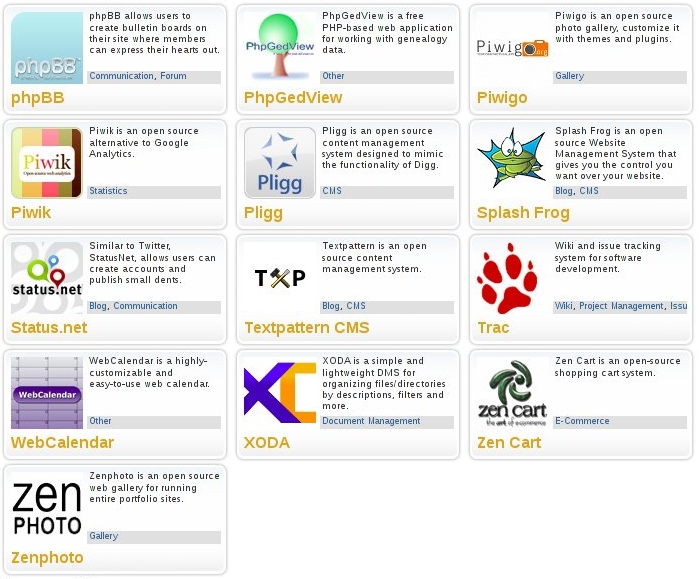 phpBB allows users to
create bulletin boards on
their site where members
can express their hearts out.
phpBB
Communication, Forum
phpBB
PhpGedView is a free
PHP-based web application
for working with genealogy
data.
PhpGedView
Other
PhpGedView
Piwigo is an open source
photo gallery, customize it
with themes and plugins.
Piwigo.org
Gallery
Piwigo
Piwik is an open source
alternative to Google
Analytics.
Piwik
Open source web analytics
Statistics
Piwik
Pligg is an open source
content management
system designed to mimic
the functionality of Digg.
Pligg
CMS
Pligg
Splash Frog is an open
source Website
Management System that
gives you the control you
want over your website.
Blog, CMS
Splash Frog
Similar to Twitter,
StatusNet, allows users can
create accounts and
publish small dents.
status.net
Blog, Communication
Status.net
Textpattern is an open
source content
management system.
TXP
Blog, CMS
Textpattern CMS
Wiki and issue tracking
system for software
development.
Wiki, Project Management, Issu
Trac
WebCalendar is a highly-
customizable and
easy-to-use web calendar.
WebCalendar
Other
WebCalendar
XODA is a simple and
lightweight DMS for
organizing files/directories
by descriptions, filters and
more.
Document Management
XODA
Zen Cart is an open-source
shopping cart system.
zen cart
the art of e-commerce
E-Commerce
Zen Cart
Zenphoto is an open source
web gallery for running
entire portfolio sites.
zen
PHOTO
Gallery
Zenphoto